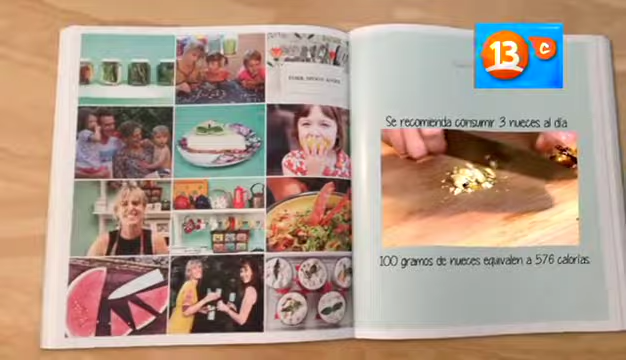 13 C
Se recomienda consumir 3 nueces al día
100 gramos de nueces equivalen a 576 calorías.